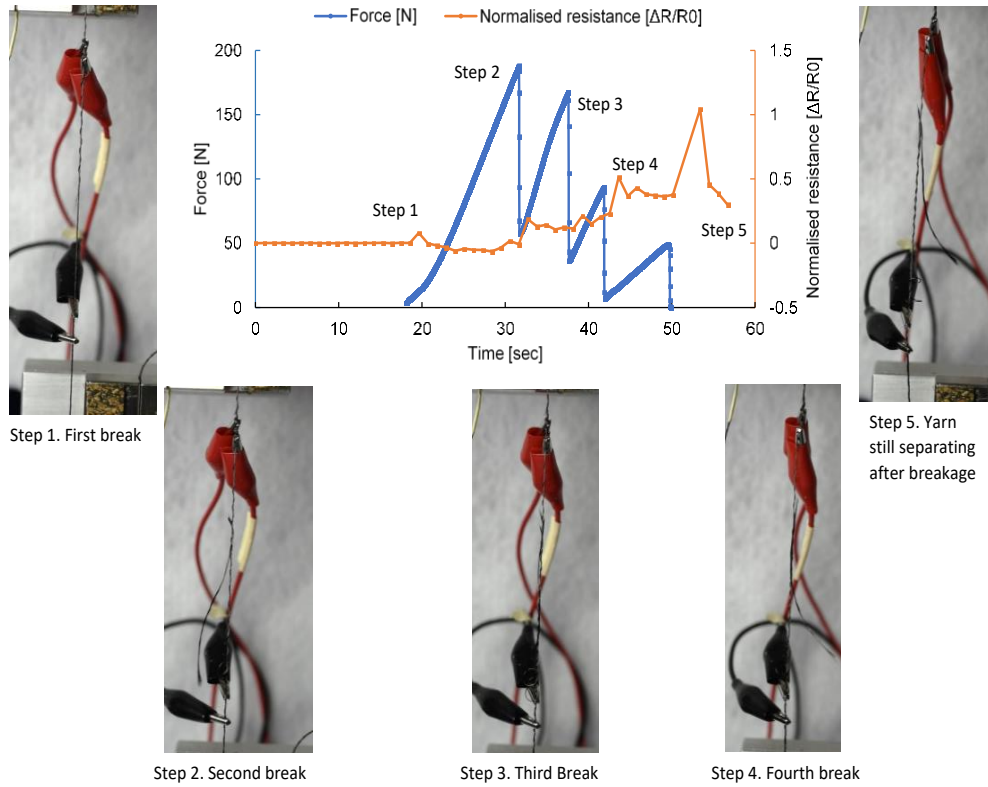 Force [N]
Normalised resistance [ΔR/R0]
200
150
100
50
0
Force [N]
1.5
1
0.5
0
-0.5
Normalised resistance [ΔR/R0]
Step 1
Step 2
Step 3
Step 4
Step 5
0
10
20
30
40
50
60
Time [sec]
Step 1. First break
Step 5. Yarn
still separating
after breakage
Step 2. Second break
Step 3. Third Break
Step 4. Fourth break